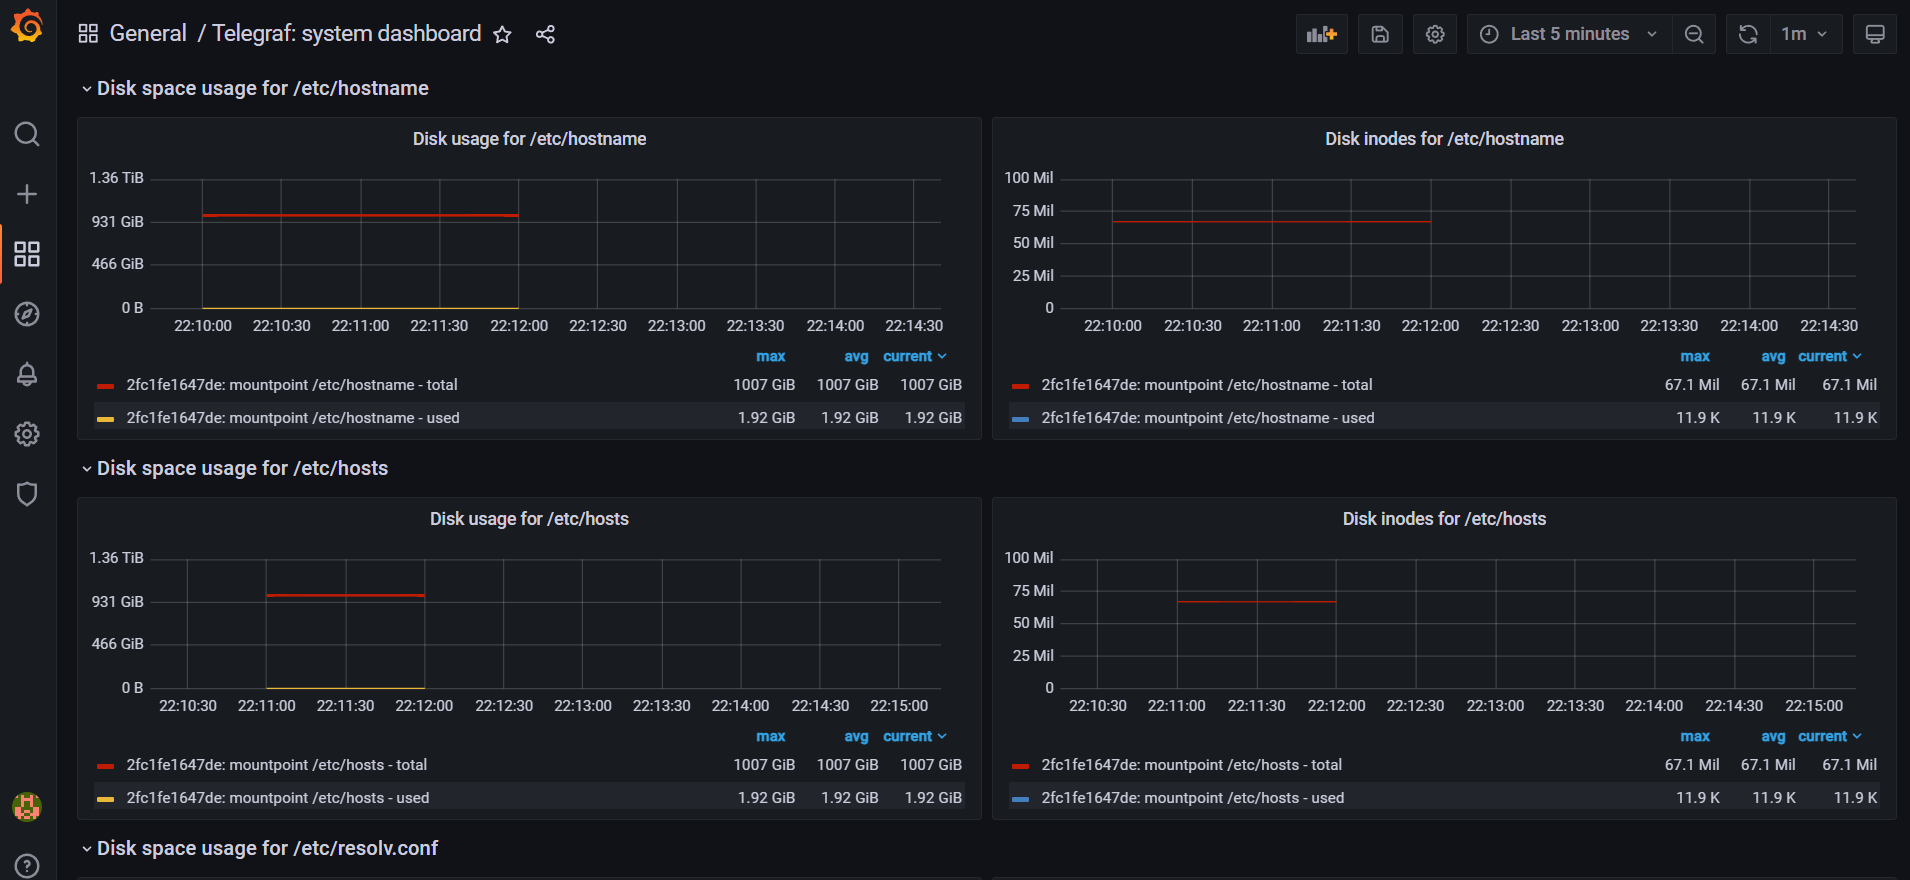 General / Telegraf: system dashboard
Last 5 minutes
1m
Disk space usage for /etc/hostname
Disk usage for /etc/hostname
1.36 TiB
931 GiB
466 GiB
0 B
22:10:00 22:10:30 22:11:00 22:11:30 22:12:00 22:12:30 22:13:00 22:13:30 22:14:00 22:14:30
max avg current
2fc1fe1647de: mountpoint /etc/hostname - total 1007 GiB 1007 GiB 1007 GiB
2fc1fe1647de: mountpoint /etc/hostname - used 1.92 GiB 1.92 GiB 1.92 GiB
Disk inodes for /etc/hostname
100 Mil
75 Mil
50 Mil
25 Mil
0
22:10:00 22:10:30 22:11:00 22:11:30 22:12:00 22:12:30 22:13:00 22:13:30 22:14:00 22:14:30
max avg current
2fc1fe1647de: mountpoint /etc/hostname - total 67.1 Mil 67.1 Mil 67.1 Mil
2fc1fe1647de: mountpoint /etc/hostname - used 11.9 K 11.9 K 11.9 K
Disk space usage for /etc/hosts
Disk usage for /etc/hosts
1.36 TiB
931 GiB
466 GiB
0 B
22:10:30 22:11:00 22:11:30 22:12:00 22:12:30 22:13:00 22:13:30 22:14:00 22:14:30 22:15:00
max avg current
2fc1fe1647de: mountpoint /etc/hosts - total 1007 GiB 1007 GiB 1007 GiB
2fc1fe1647de: mountpoint /etc/hosts - used 1.92 GiB 1.92 GiB 1.92 GiB
Disk inodes for /etc/hosts
100 Mil
75 Mil
50 Mil
25 Mil
0
22:10:30 22:11:00 22:11:30 22:12:00 22:12:30 22:13:00 22:13:30 22:14:00 22:14:30 22:15:00
max avg current
2fc1fe1647de: mountpoint /etc/hosts - total 67.1 Mil 67.1 Mil 67.1 Mil
2fc1fe1647de: mountpoint /etc/hosts - used 11.9 K 11.9 K 11.9 K
Disk space usage for /etc/resolv.conf